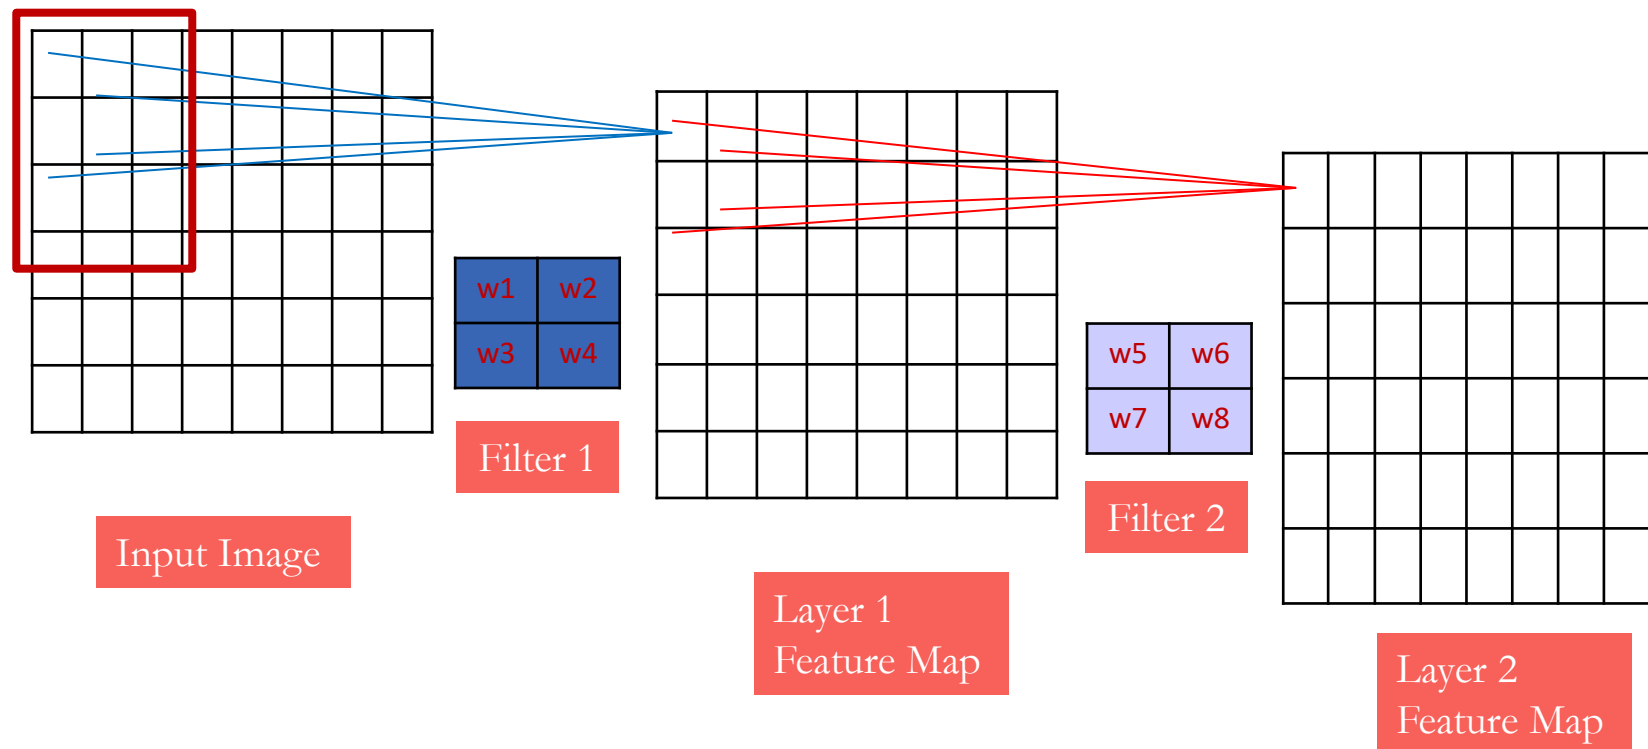 w1 w2
w3 w4
Filter 1
w5 w6
w7 w8
Filter 2
Input Image
Layer 1
Feature Map
Layer 2
Feature Map